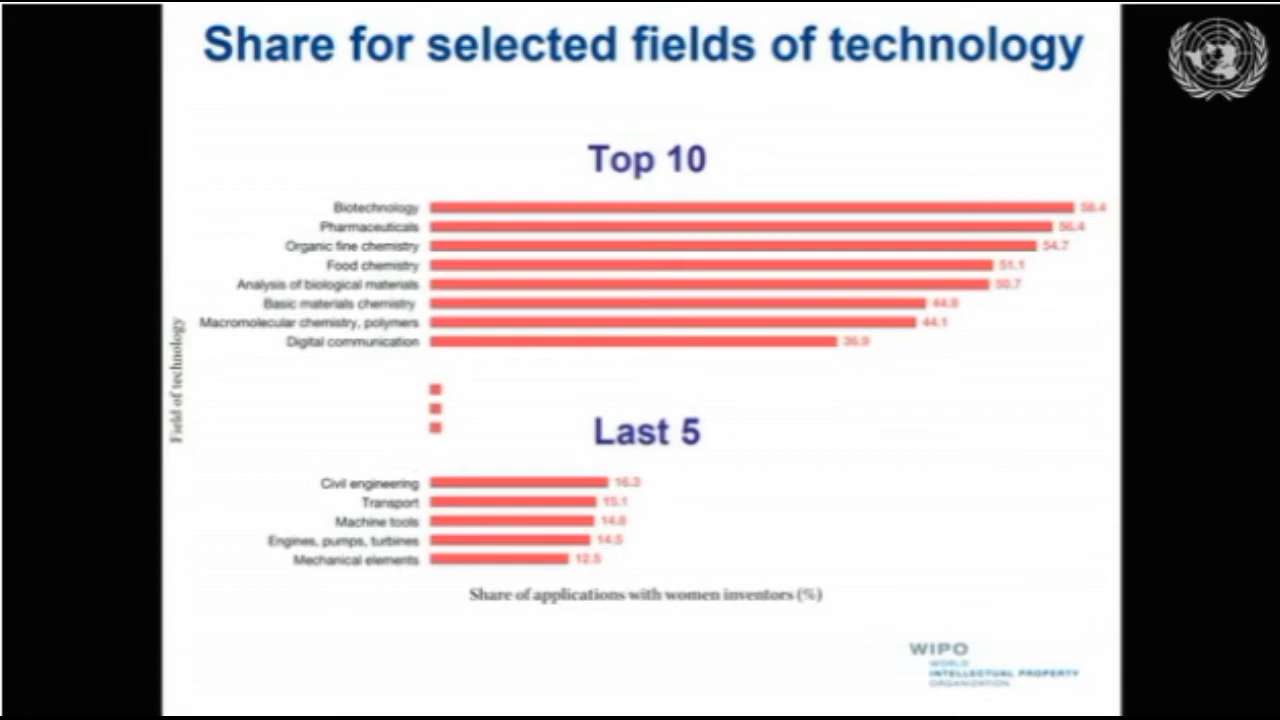 Share for selected fields of technology
Top 10
Biotechnology 58.4
Pharmaceuticals 56.4
Organic fine chemistry 54.7
Food chemistry 51.1
Analysis of biological materials 50.7
Basic materials chemistry 44.8
Macromolecular chemistry, polymers 44.1
Digital communication 36.8
Field of technology
Last 5
Civil engineering 16.3
Transport 15.1
Machine tools 14.8
Engines, pumps, turbines 14.5
Mechanical elements 12.5
Share of applications with women inventors (%)
WIPO
WORLD
INTELLECTUAL PROPERTY
ORGANIZATION